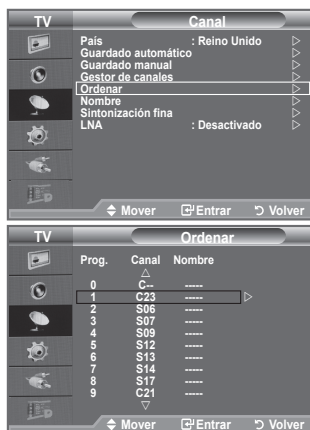 TV Canal
País : Reino Unido
Guardado automático
Guardado manual
Gestor de canales
Ordenar
Nombre
Sintonización fina
LNA : Desactivado
Mover Entrar Volver
TV Ordenar
Prog. Canal Nombre
0 C-- -----
1 C23 -----
2 S06 -----
3 S07 -----
4 S09 -----
5 S12 -----
6 S13 -----
7 S14 -----
8 S17 -----
9 C21 -----
Mover Entrar Volver